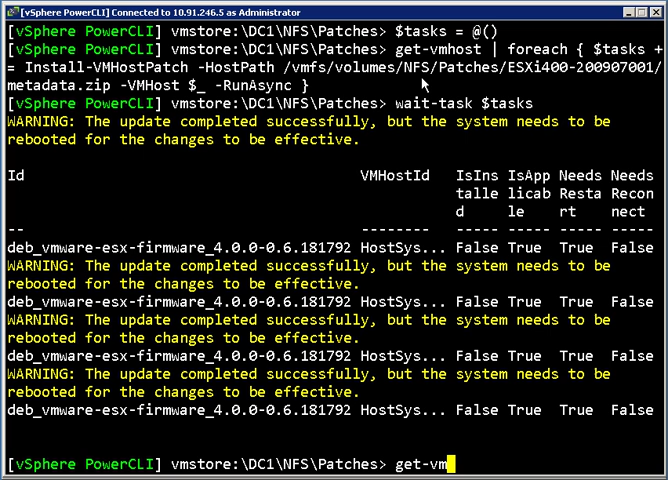 [vSphere PowerCLI] Connected to 10.91.246.5 as Administrator
[vSphere PowerCLI] vmstore:\DC1\NFS\Patches> $tasks = @()
[vSphere PowerCLI] vmstore:\DC1\NFS\Patches> get-vmhost | foreach { $tasks +
= Install-VMHostPatch -HostPath /vmfs/volumes/NFS/Patches/ESXi400-200907001/
metadata.zip -VMHost $_ -RunAsync }
[vSphere PowerCLI] vmstore:\DC1\NFS\Patches> wait-task $tasks
WARNING: The update completed successfully, but the system needs to be
rebooted for the changes to be effective.
Id VMHostId IsIns IsApp Needs Needs
talle licab Resta Recon
d le rt nect
-- -------- ----- ----- ----- -----
deb_vmware-esx-firmware_4.0.0-0.6.181792 HostSys... False True True False
WARNING: The update completed successfully, but the system needs to be
rebooted for the changes to be effective.
deb_vmware-esx-firmware_4.0.0-0.6.181792 HostSys... False True True False
WARNING: The update completed successfully, but the system needs to be
rebooted for the changes to be effective.
deb_vmware-esx-firmware_4.0.0-0.6.181792 HostSys... False True True False
WARNING: The update completed successfully, but the system needs to be
rebooted for the changes to be effective.
deb_vmware-esx-firmware_4.0.0-0.6.181792 HostSys... False True True False
[vSphere PowerCLI] vmstore:\DC1\NFS\Patches> get-vm